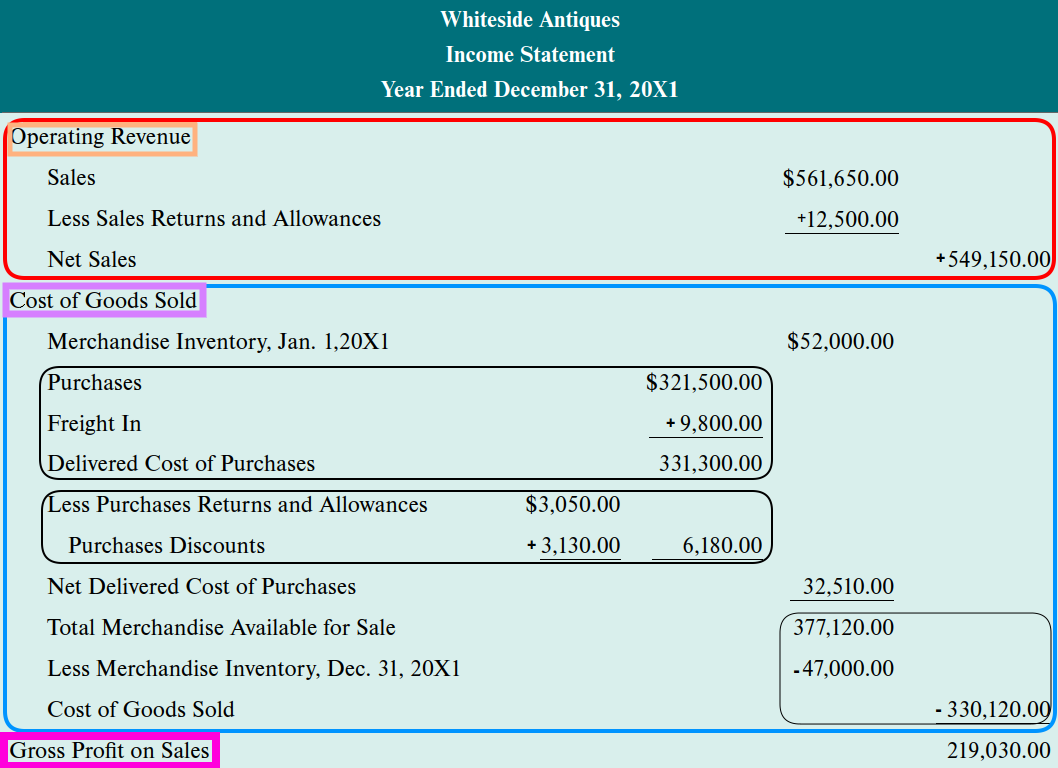 Whiteside Antiques
Income Statement
Year Ended December 31, 20X1
Operating Revenue
Sales $561,650.00
Less Sales Returns and Allowances +12,500.00
Net Sales +549,150.00
Cost of Goods Sold
Merchandise Inventory, Jan. 1,20X1 $52,000.00
Purchases $321,500.00
Freight In + 9,800.00
Delivered Cost of Purchases 331,300.00
Less Purchases Returns and Allowances $3,050.00
Purchases Discounts + 3,130.00 6,180.00
Net Delivered Cost of Purchases 32,510.00
Total Merchandise Available for Sale 377,120.00
Less Merchandise Inventory, Dec. 31, 20X1 -47,000.00
Cost of Goods Sold - 330,120.00
Gross Profit on Sales 219,030.00